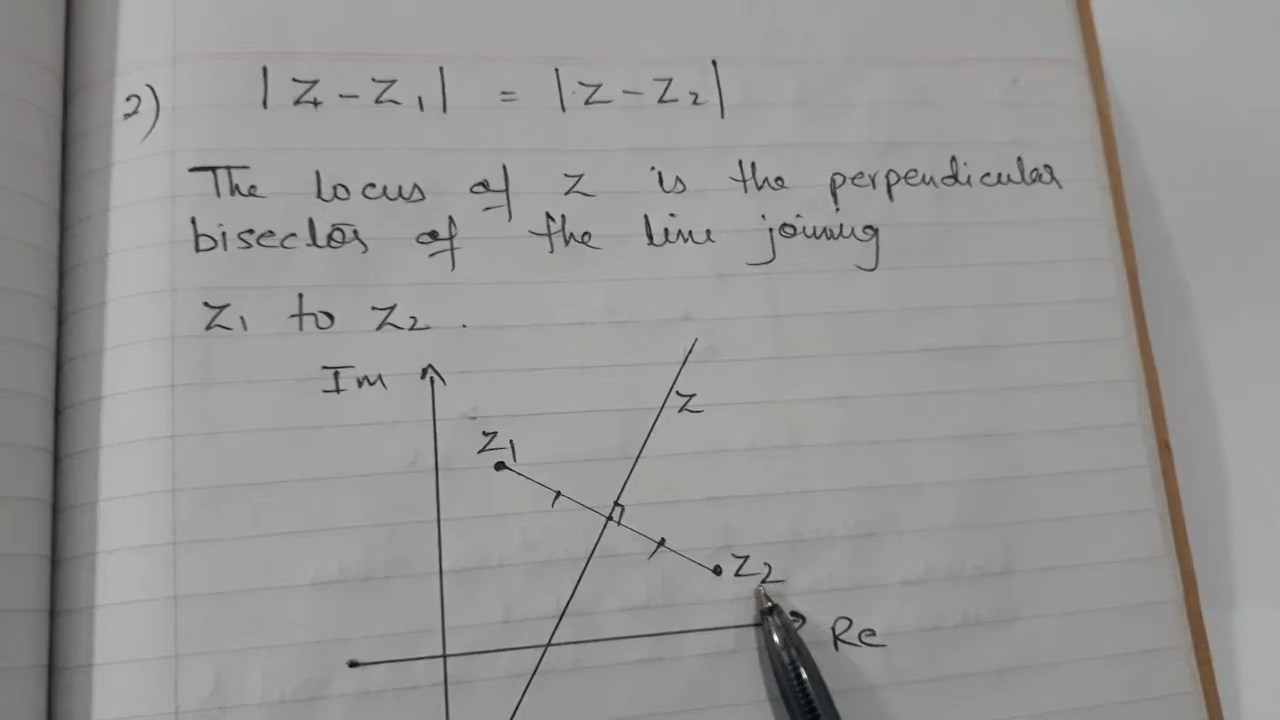 2) |z-z₁| = |z-z₂|
The locus of z is the perpendicular
bisector of the line joining
z₁ to z₂ .
Im
z
z₁
z₂
Re